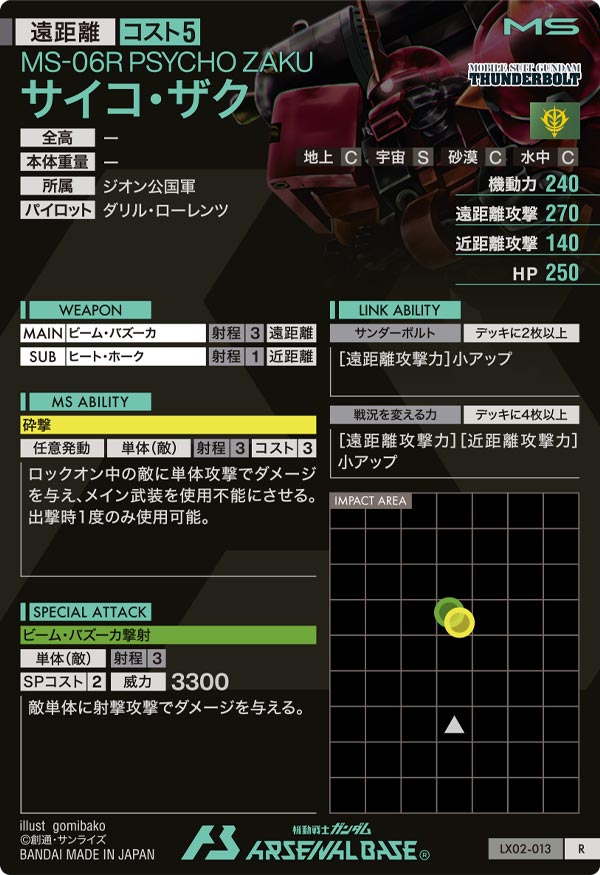 遠距離 コスト5 MS
MS-06R PSYCHO ZAKU
サイコ・ザク
MOBILE SUIT GUNDAM
THUNDERBOLT
全高 —
本体重量 —
所属 ジオン公国軍
パイロット ダリル・ローレンツ
地上 C 宇宙 S 砂漠 C 水中 C
機動力 240
遠距離攻撃 270
近距離攻撃 140
HP 250
WEAPON
MAIN ビーム・バズーカ 射程 3 遠距離
SUB ヒート・ホーク 射程 1 近距離
MS ABILITY
砕撃
任意発動 単体(敵) 射程 3 コスト 3
ロックオン中の敵に単体攻撃でダメージ
を与え、メイン武装を使用不能にさせる。
出撃時1度のみ使用可能。
SPECIAL ATTACK
ビーム・バズーカ撃射
単体(敵) 射程 3
SPコスト 2 威力 3300
敵単体に射撃攻撃でダメージを与える。
LINK ABILITY
サンダーボルト デッキに2枚以上
[遠距離攻撃力]小アップ
戦況を変える力 デッキに4枚以上
[遠距離攻撃力][近距離攻撃力]
小アップ
IMPACT AREA
illust gomibako
©創通・サンライズ
BANDAI MADE IN JAPAN
機動戦士ガンダム
AB ARSENAL BASE®
LX02-013 R